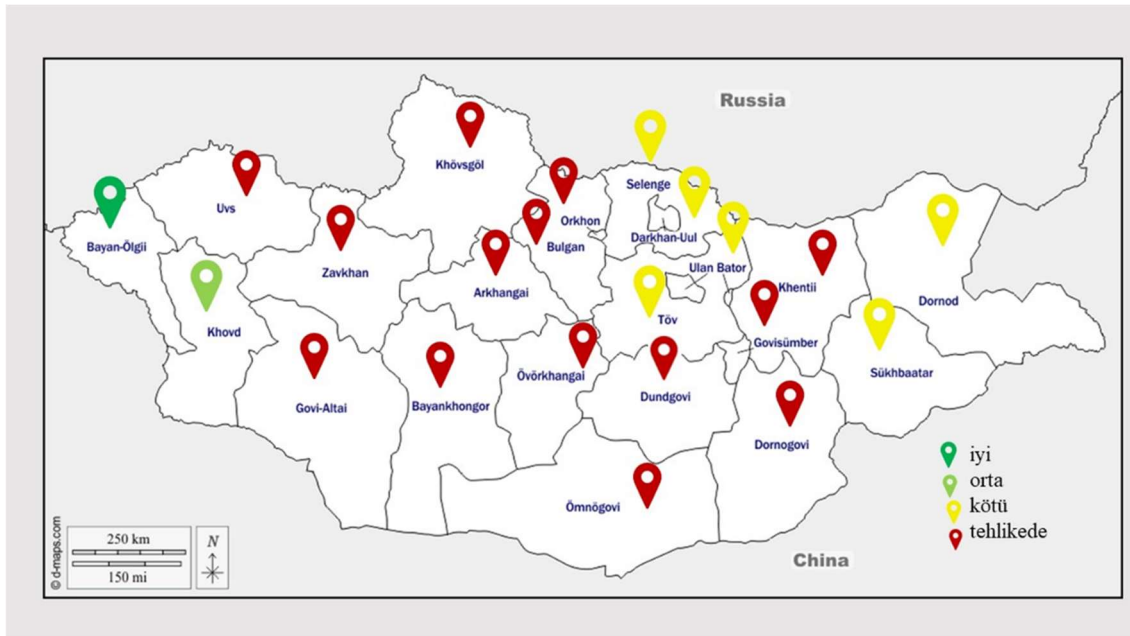 Russia
Khövsgöl
Selenge
Uvs
Orkhon
Darkhan-Uul
Bayan-Ölgii
Bulgan
Zavkhan
Ulan Bator
Arkhangai
Khentii
Dornod
Khovd
Töv
Govisümber
Övörkhangai
Sükhbaatar
Govi-Altai
Bayankhongor
Dundgovi
Dornogovi
Ömnögovi
iyi
orta
kötü
tehlikede
China
© d-maps.com
250 km
150 mi
N